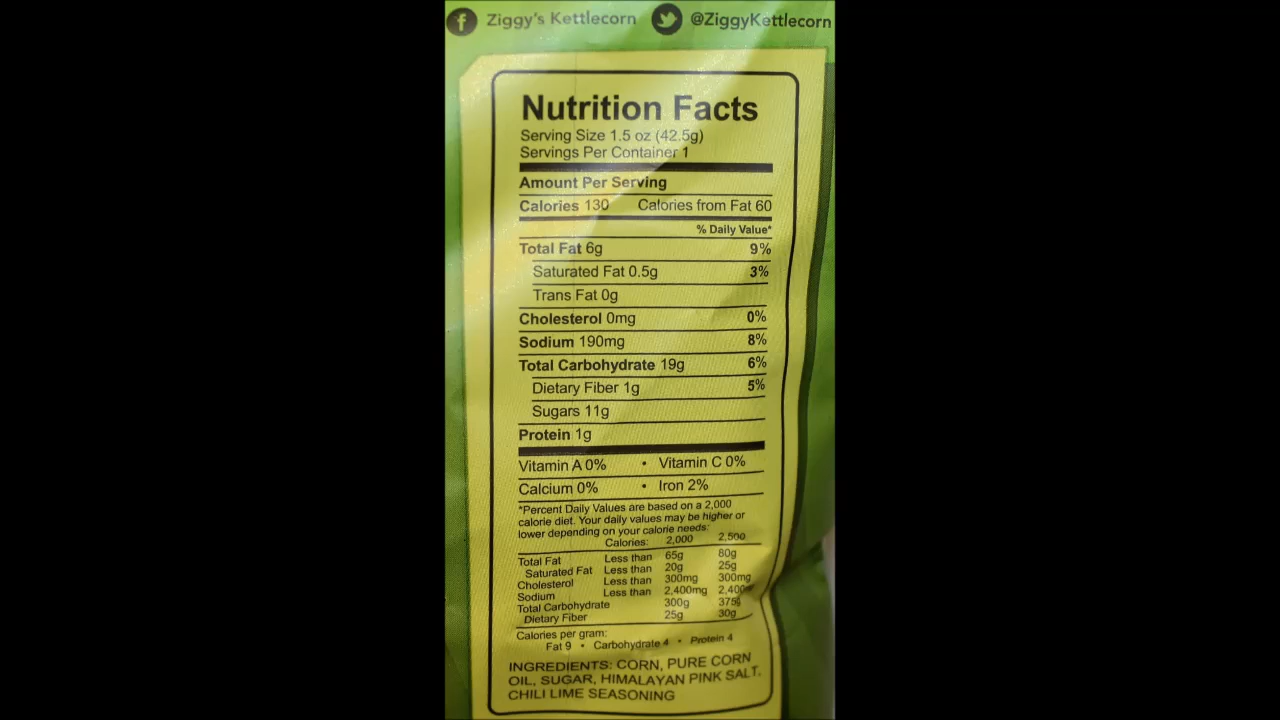 Ziggy's Kettlecorn @ZiggyKettlecorn
Nutrition Facts
Serving Size 1.5 oz (42.5g)
Servings Per Container 1
Amount Per Serving
Calories 130 Calories from Fat 60
% Daily Value*
Total Fat 6g 9%
Saturated Fat 0.5g 3%
Trans Fat 0g
Cholesterol 0mg 0%
Sodium 190mg 8%
Total Carbohydrate 19g 6%
Dietary Fiber 1g 5%
Sugars 11g
Protein 1g
Vitamin A 0% • Vitamin C 0%
Calcium 0% • Iron 2%
*Percent Daily Values are based on a 2,000
calorie diet. Your daily values may be higher or
lower depending on your calorie needs:
Calories: 2,000 2,500
Total Fat Less than 65g 80g
Saturated Fat Less than 20g 25g
Cholesterol Less than 300mg 300mg
Sodium Less than 2,400mg
Total Carbohydrate 300g 375g
Dietary Fiber 25g 30g
Calories per gram:
Fat 9 • Carbohydrate 4 • Protein 4
INGREDIENTS: CORN, PURE CORN
OIL, SUGAR, HIMALAYAN PINK SALT,
CHILI LIME SEASONING